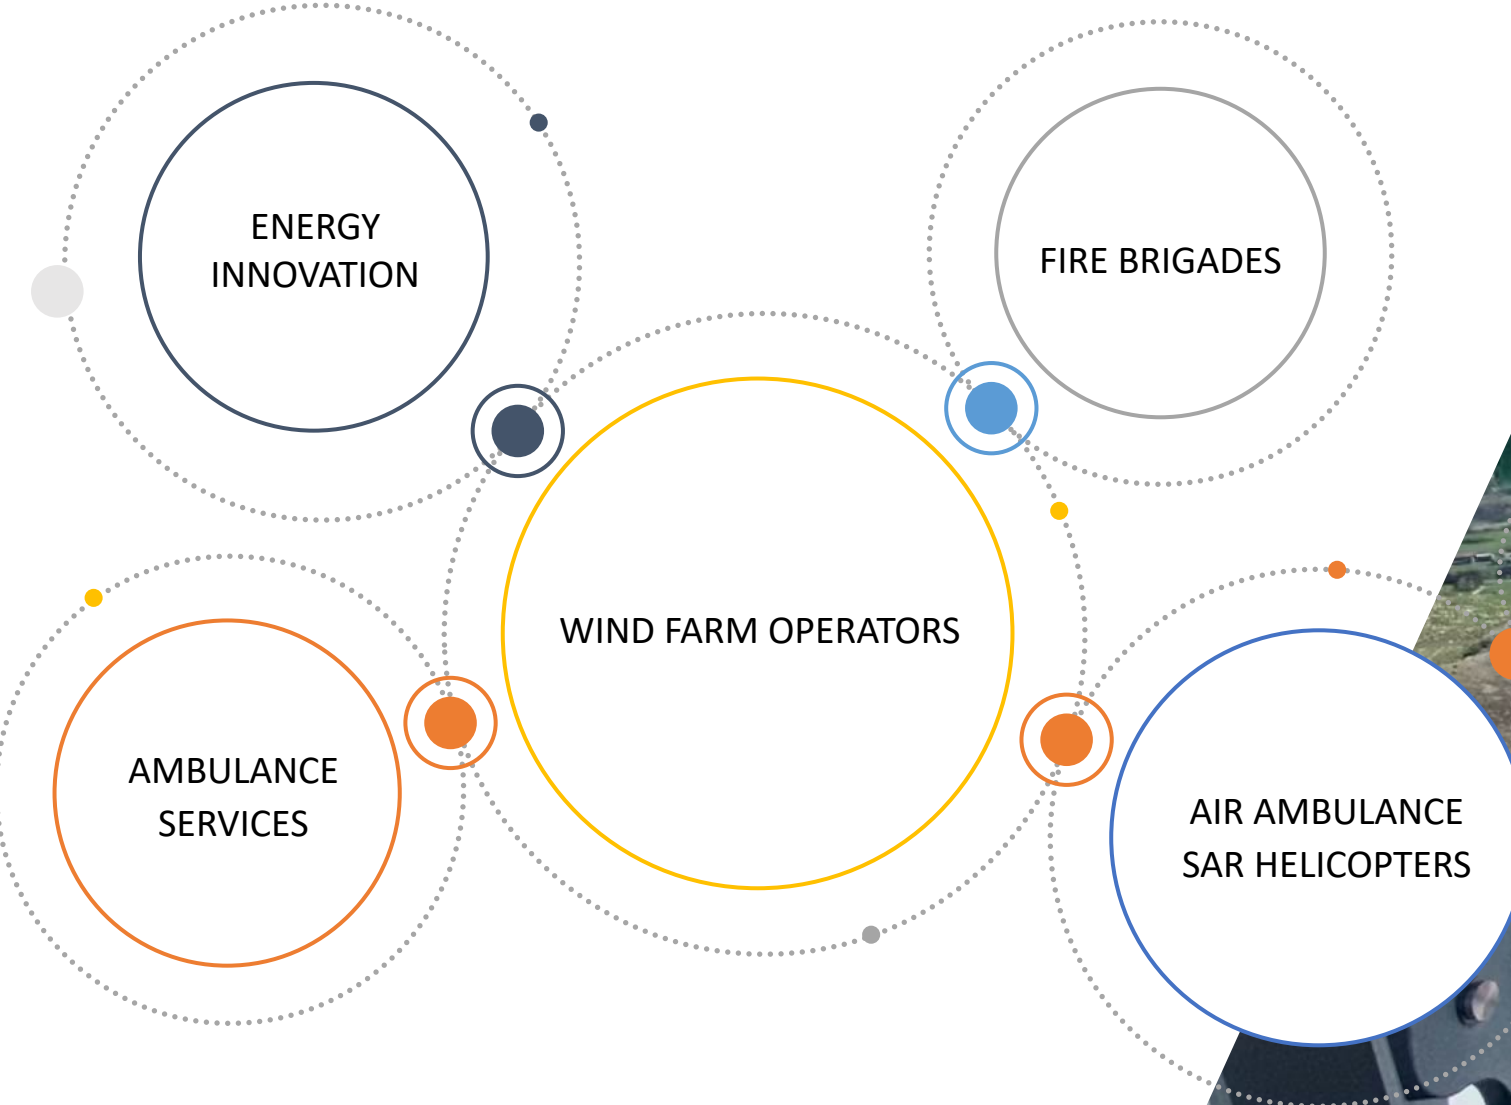 ENERGY
INNOVATION
FIRE BRIGADES
WIND FARM OPERATORS
AMBULANCE
SERVICES
AIR AMBULANCE
SAR HELICOPTERS